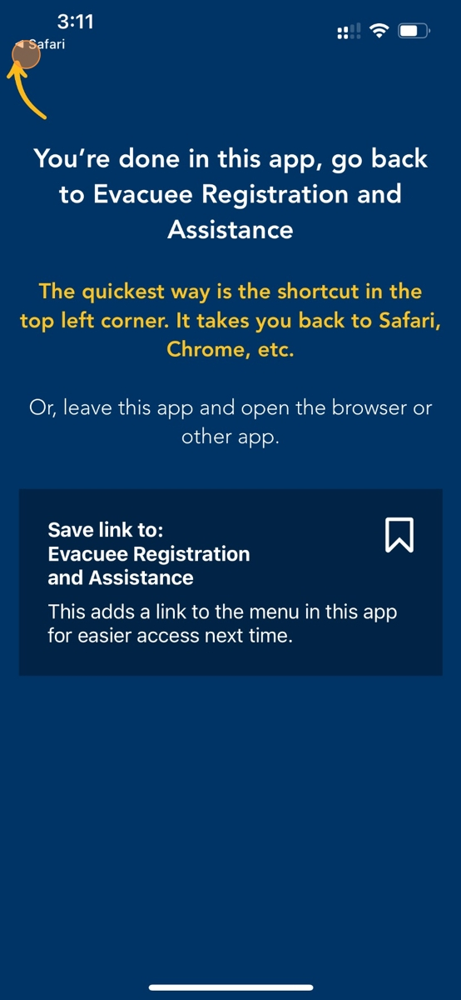 3:11
◄ Safari
You’re done in this app, go back
to Evacuee Registration and
Assistance
The quickest way is the shortcut in the
top left corner. It takes you back to Safari,
Chrome, etc.
Or, leave this app and open the browser or
other app.
Save link to:
Evacuee Registration
and Assistance
This adds a link to the menu in this app
for easier access next time.